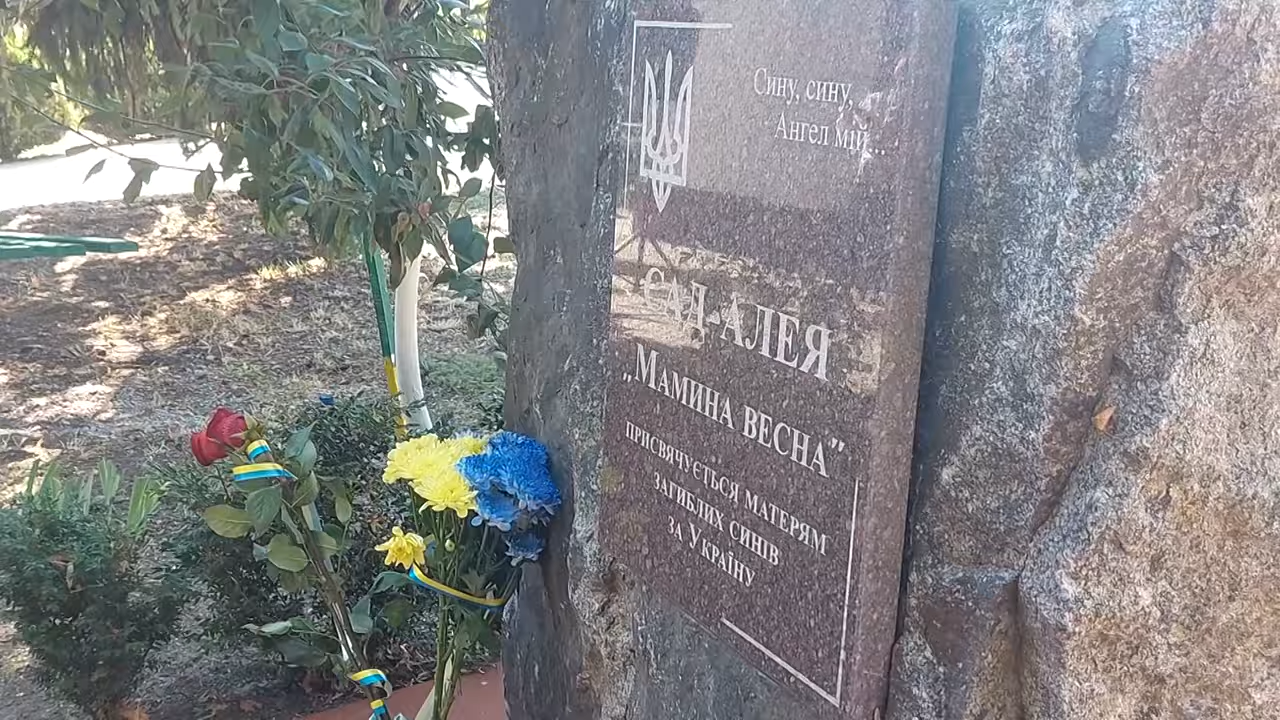 Сину, сину,
Ангел мій...
САД-АЛЕЯ
„Мамина весна”
ПРИСВЯЧУЄТЬСЯ МАТЕРЯМ
ЗАГИБЛИХ СИНІВ
ЗА УКРАЇНУ